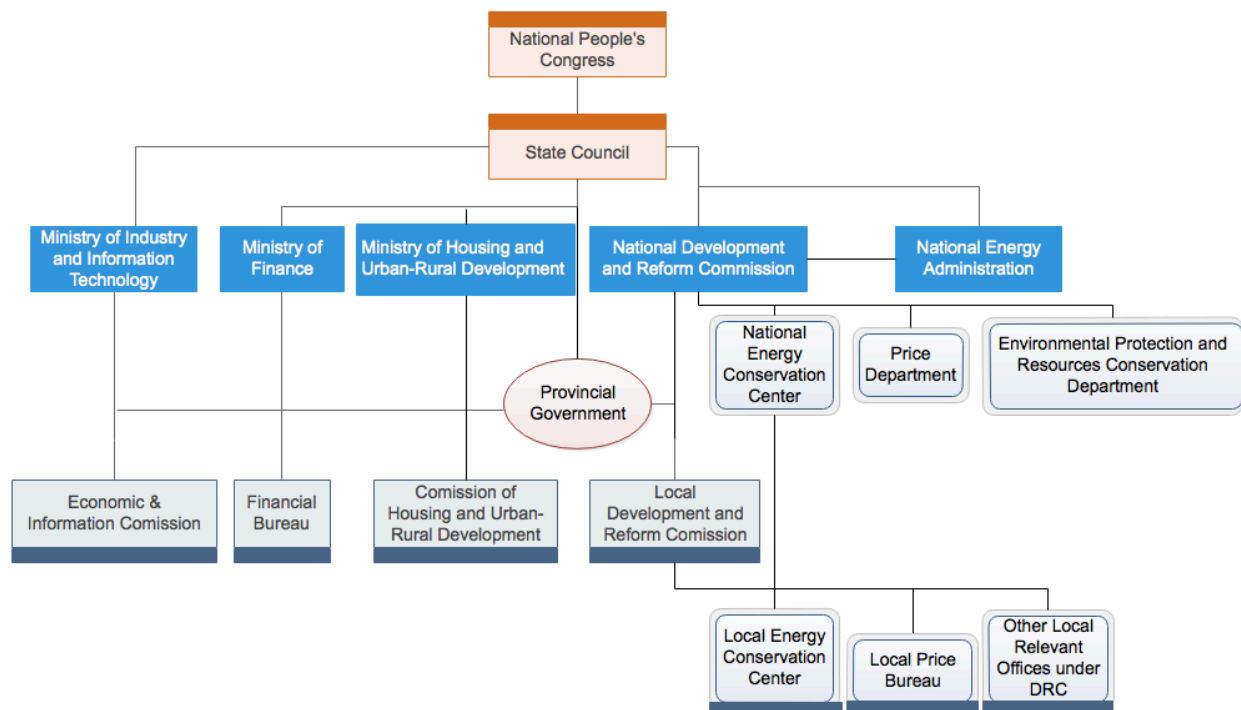 National People's
Congress
State Council
Ministry of Industry
and Information
Technology
Ministry of
Finance
Ministry of Housing and
Urban-Rural Development
National Development
and Reform Commission
National Energy
Administration
National
Energy
Conservation
Center
Price
Department
Environmental Protection and
Resources Conservation
Department
Provincial
Government
Economic &
Information Comission
Financial
Bureau
Comission of
Housing and Urban-
Rural Development
Local
Development and
Reform Comission
Local Energy
Conservation
Center
Local Price
Bureau
Other Local
Relevant
Offices under
DRC